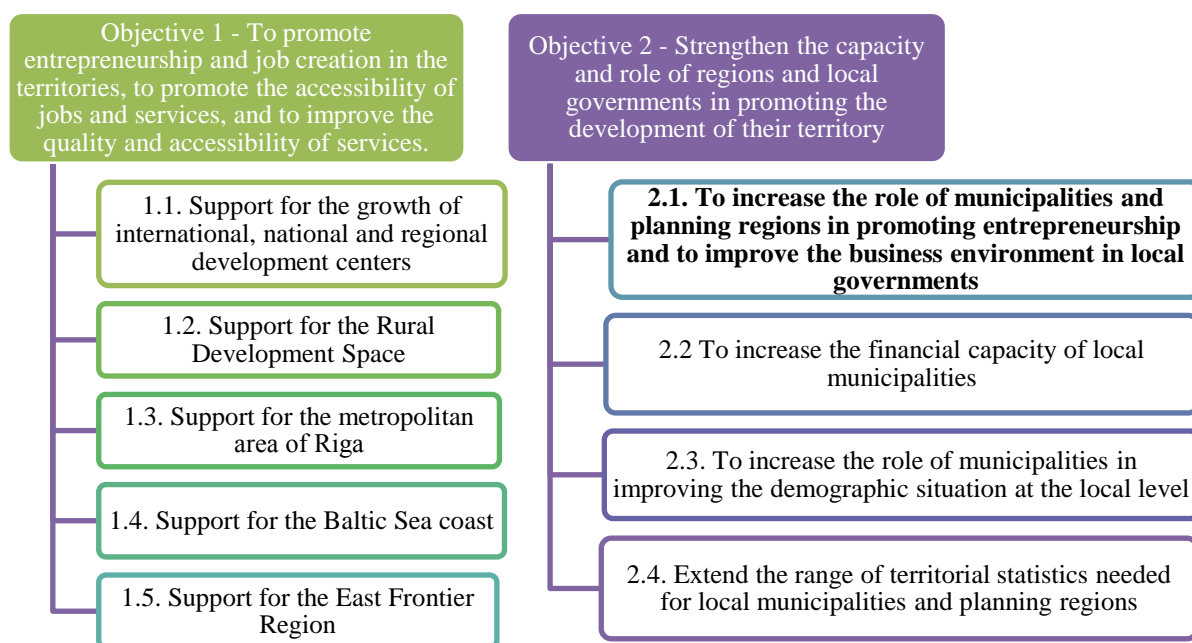 Objective 1 - To promote
entrepreneurship and job creation in the
territories, to promote the accessibility of
jobs and services, and to improve the
quality and accessibility of services.
1.1. Support for the growth of
international, national and regional
development centers
1.2. Support for the Rural
Development Space
1.3. Support for the metropolitan
area of Riga
1.4. Support for the Baltic Sea coast
1.5. Support for the East Frontier
Region
Objective 2 - Strengthen the capacity
and role of regions and local
governments in promoting the
development of their territory
2.1. To increase the role of municipalities and
planning regions in promoting entrepreneurship
and to improve the business environment in local
governments
2.2 To increase the financial capacity of local
municipalities
2.3. To increase the role of municipalities in
improving the demographic situation at the local level
2.4. Extend the range of territorial statistics needed
for local municipalities and planning regions